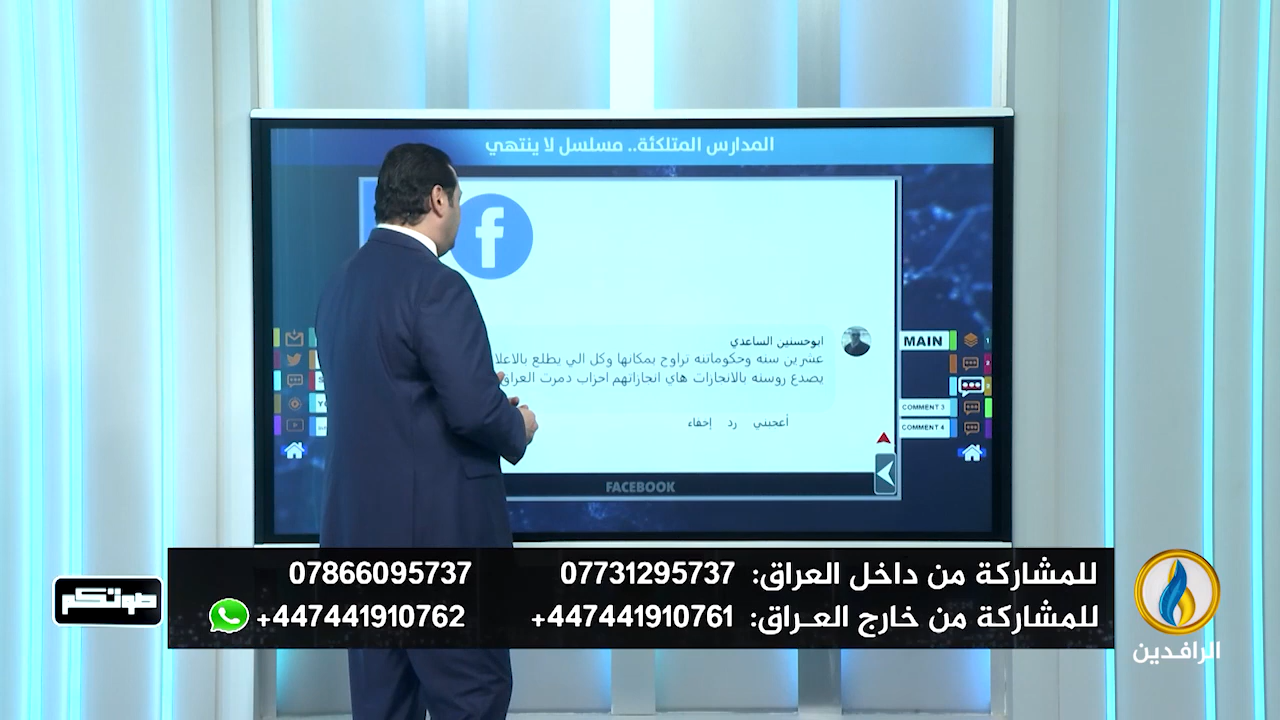 المدارس المتلكئة.. مسلسل لا ينتهي
ابوحسنين الساعدي
عشرين سنه وحكوماتنه تراوح بمكانها وكل الي يطلع بالاعلا
يصدع روسنه بالانجازات هاي انجازاتهم احزاب دمرت العراق
أعجبني رد إخفاء
FACEBOOK
MAIN
COMMENT 3
COMMENT 4
للمشاركة من داخل العراق: 07731295737 07866095737
للمشاركة من خارج العـراق: 447441910761+ 447441910762+
صوتكم
الرافدين